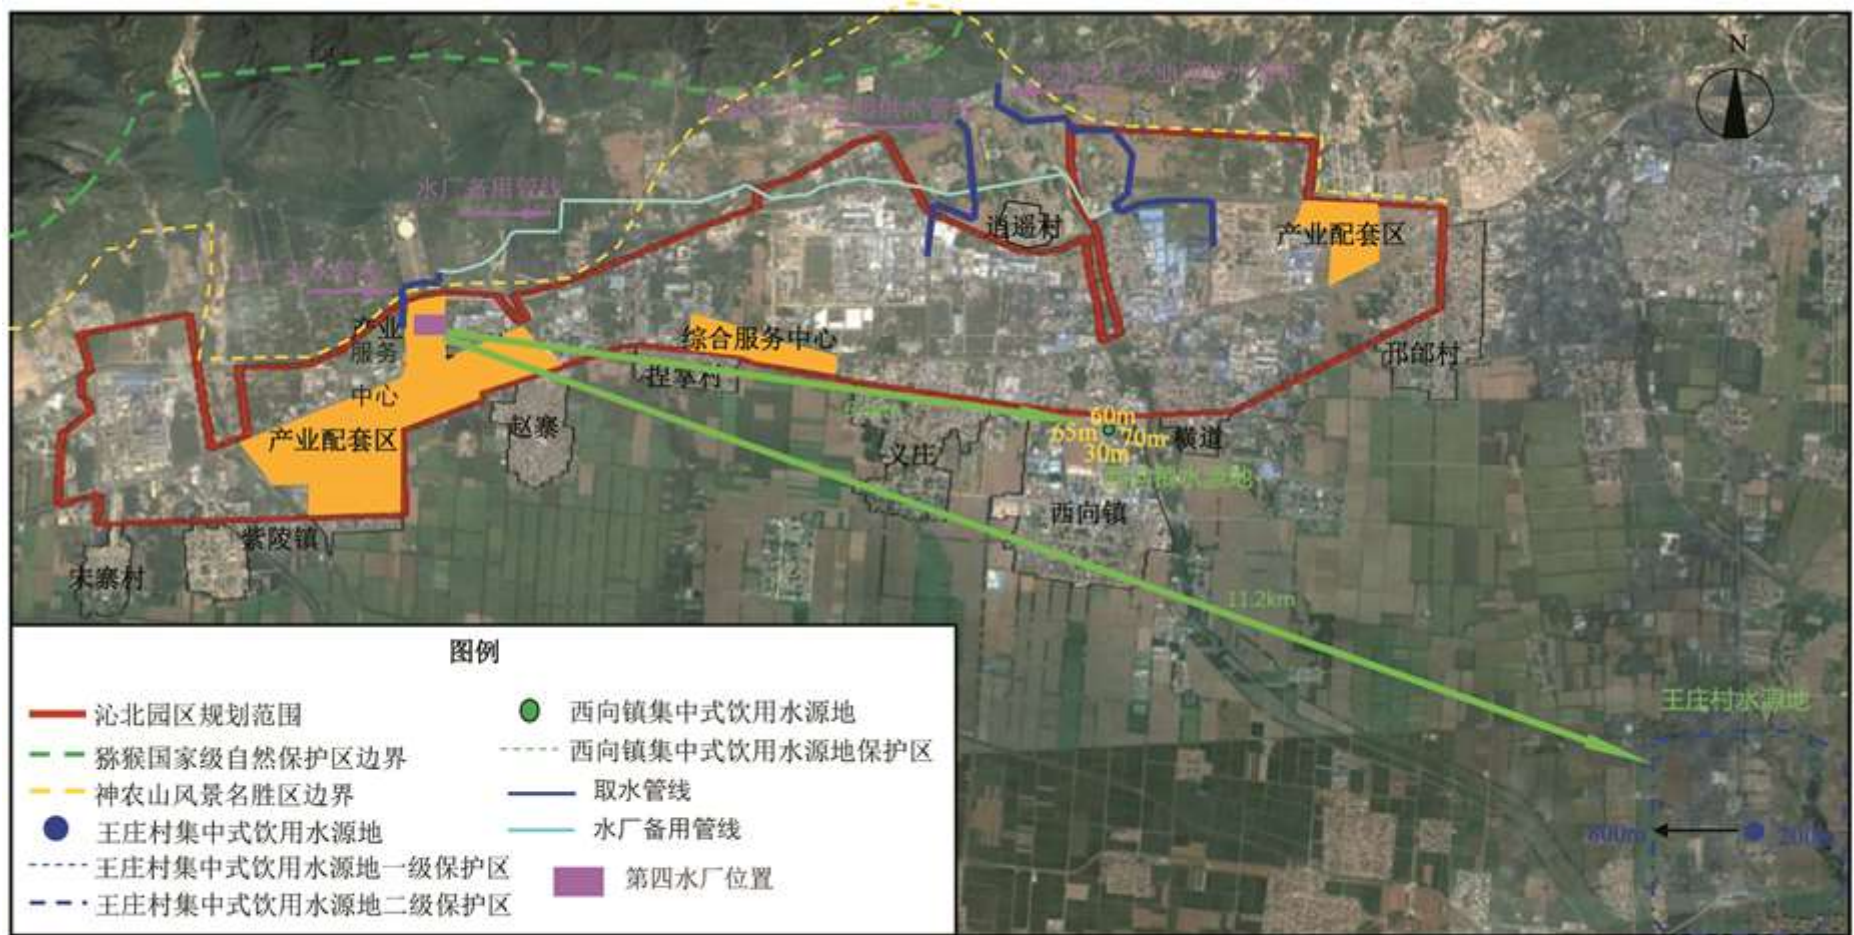 N
水厂备用管线
逍遥村
产业配套区
产业
服务
中心
综合服务中心
捏掌村
邘邰村
产业配套区
赵寨
义庄
60m
65m
70m
30m
横道
西向镇
紫陵镇
宋寨村
11.2km
王庄村水源地
800m
200m
图例
沁北园区规划范围
猕猴国家级自然保护区边界
神农山风景名胜区边界
王庄村集中式饮用水源地
王庄村集中式饮用水源地一级保护区
王庄村集中式饮用水源地二级保护区
西向镇集中式饮用水源地
西向镇集中式饮用水源地保护区
取水管线
水厂备用管线
第四水厂位置